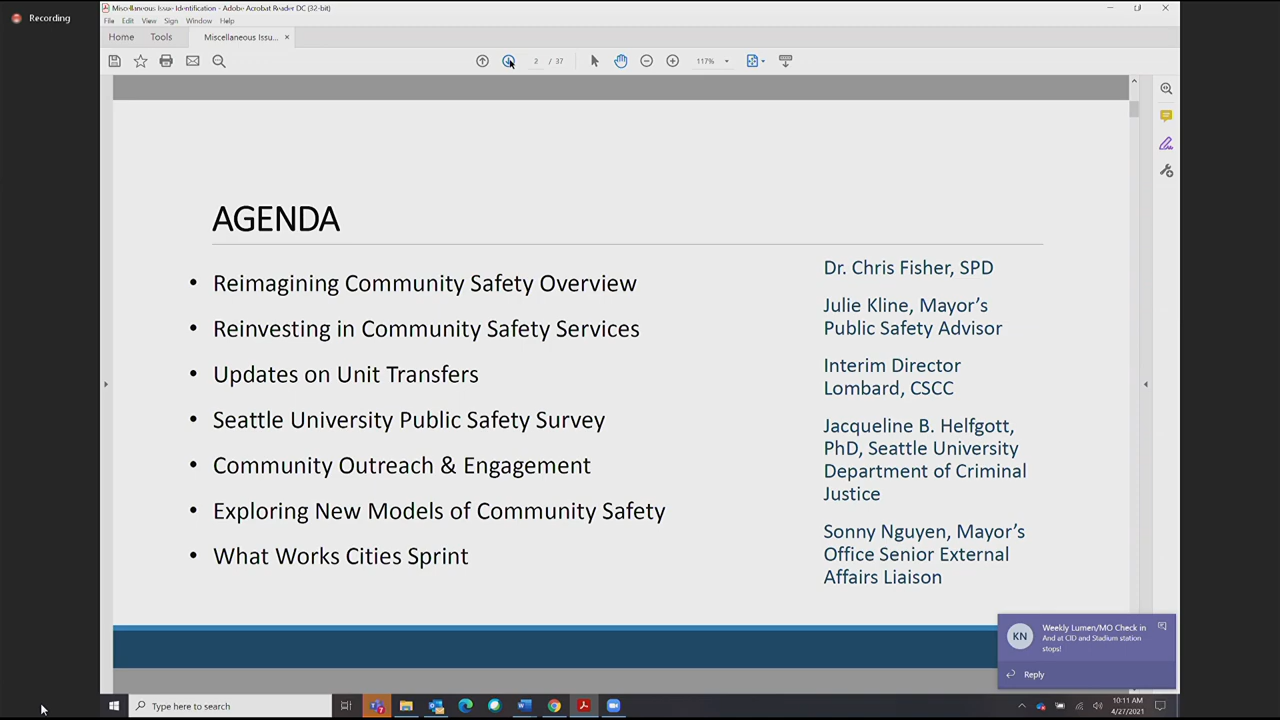 Recording
Miscellaneous Issue Identification - Adobe Acrobat Reader DC (32-bit)
File Edit View Sign Window Help
Home Tools Miscellaneous Issu... ×
2 / 37 117%
AGENDA
• Reimagining Community Safety Overview
• Reinvesting in Community Safety Services
• Updates on Unit Transfers
• Seattle University Public Safety Survey
• Community Outreach & Engagement
• Exploring New Models of Community Safety
• What Works Cities Sprint
Dr. Chris Fisher, SPD
Julie Kline, Mayor's
Public Safety Advisor
Interim Director
Lombard, CSCC
Jacqueline B. Helfgott,
PhD, Seattle University
Department of Criminal
Justice
Sonny Nguyen, Mayor's
Office Senior External
Affairs Liaison
KN
Weekly Lumen/MO Check in
And at CID and Stadium station
stops!
Reply
Type here to search
10:11 AM
4/27/2021